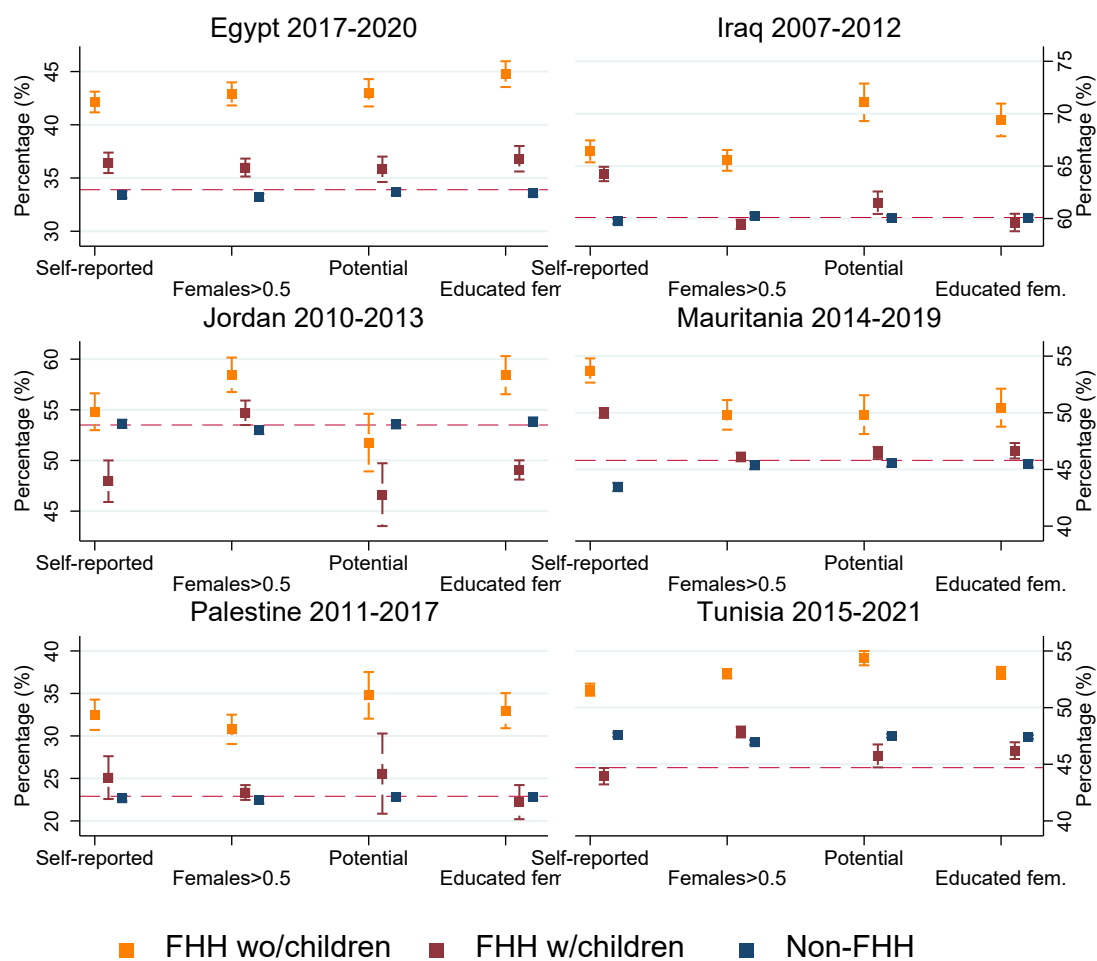 Egypt 2017-2020
Percentage (%)
45
40
35
30
Self-reported
Females>0.5
Potential
Educated fem.
Iraq 2007-2012
Percentage (%)
75
70
65
60
Self-reported
Females>0.5
Potential
Educated fem.
Jordan 2010-2013
Percentage (%)
60
55
50
45
Self-reported
Females>0.5
Potential
Educated fem.
Mauritania 2014-2019
Percentage (%)
55
50
45
40
Self-reported
Females>0.5
Potential
Educated fem.
Palestine 2011-2017
Percentage (%)
40
35
30
25
20
Self-reported
Females>0.5
Potential
Educated fem
Tunisia 2015-2021
Percentage (%)
55
50
45
40
Self-reported
Females>0.5
Potential
Educated fem.
FHH wo/children FHH w/children Non-FHH